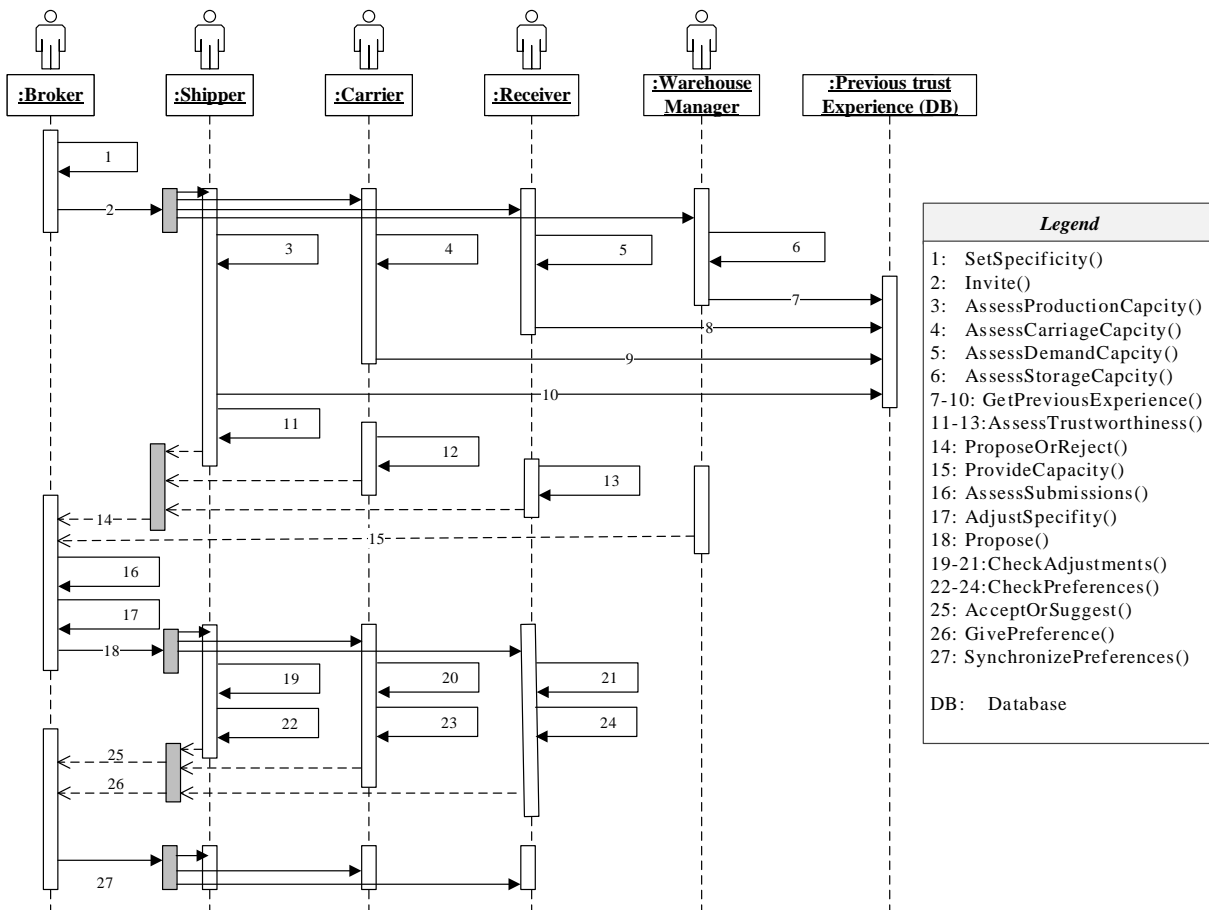 :Broker
:Shipper
:Carrier
:Receiver
:Warehouse
Manager
:Previous trust
Experience (DB)
1
2
3
4
5
6
7
8
9
10
11
12
13
14
15
16
17
18
19
20
21
22
23
24
25
26
27
Legend
1: SetSpecificity()
2: Invite()
3: AssessProductionCapcity()
4: AssessCarriageCapcity()
5: AssessDemandCapcity()
6: AssessStorageCapcity()
7-10: GetPreviousExperience()
11-13:AssessTrustworthiness()
14: ProposeOrReject()
15: ProvideCapacity()
16: AssessSubmissions()
17: AdjustSpecifity()
18: Propose()
19-21:CheckAdjustments()
22-24:CheckPreferences()
25: AcceptOrSuggest()
26: GivePreference()
27: SynchronizePreferences()
DB: Database